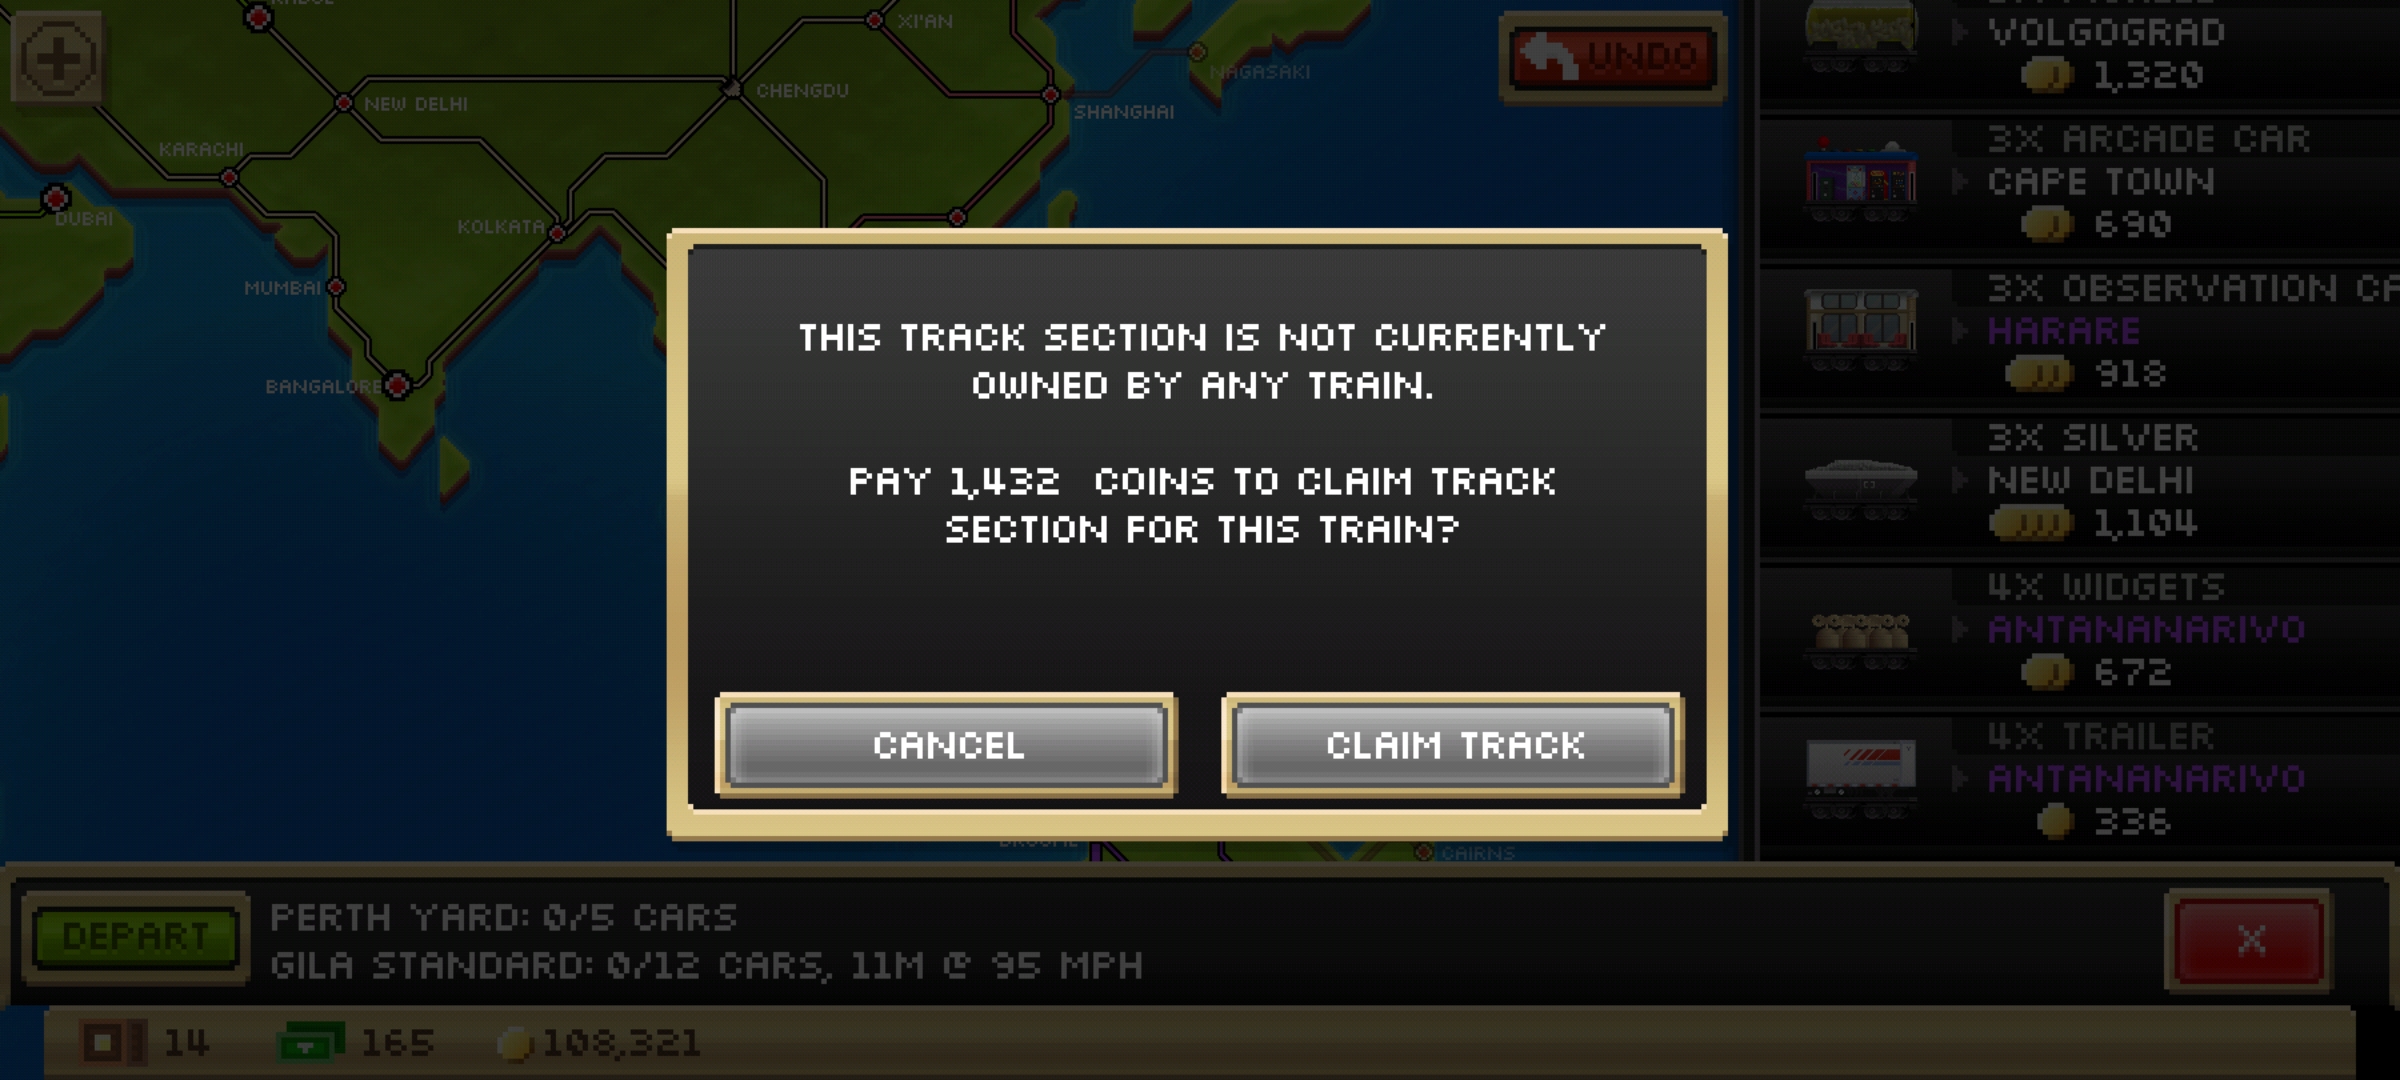 XI'AN
UNDO
NAGASAKI
SHANGHAI
CHENGDU
NEW DELHI
KARACHI
DUBAI
KOLKATA
MUMBAI
BANGALORE
CAIRNS
VOLGOGRAD
1,320
3X ARCADE CAR
CAPE TOWN
690
3X OBSERVATION CA
HARARE
918
3X SILVER
NEW DELHI
1,104
4X WIDGETS
ANTANANARIVO
672
4X TRAILER
ANTANANARIVO
336
THIS TRACK SECTION IS NOT CURRENTLY
OWNED BY ANY TRAIN.
PAY 1,432 COINS TO CLAIM TRACK
SECTION FOR THIS TRAIN?
CANCEL
CLAIM TRACK
DEPART
PERTH YARD: 0/5 CARS
GILA STANDARD: 0/12 CARS, 11M @ 95 MPH
X
14
165
108,321